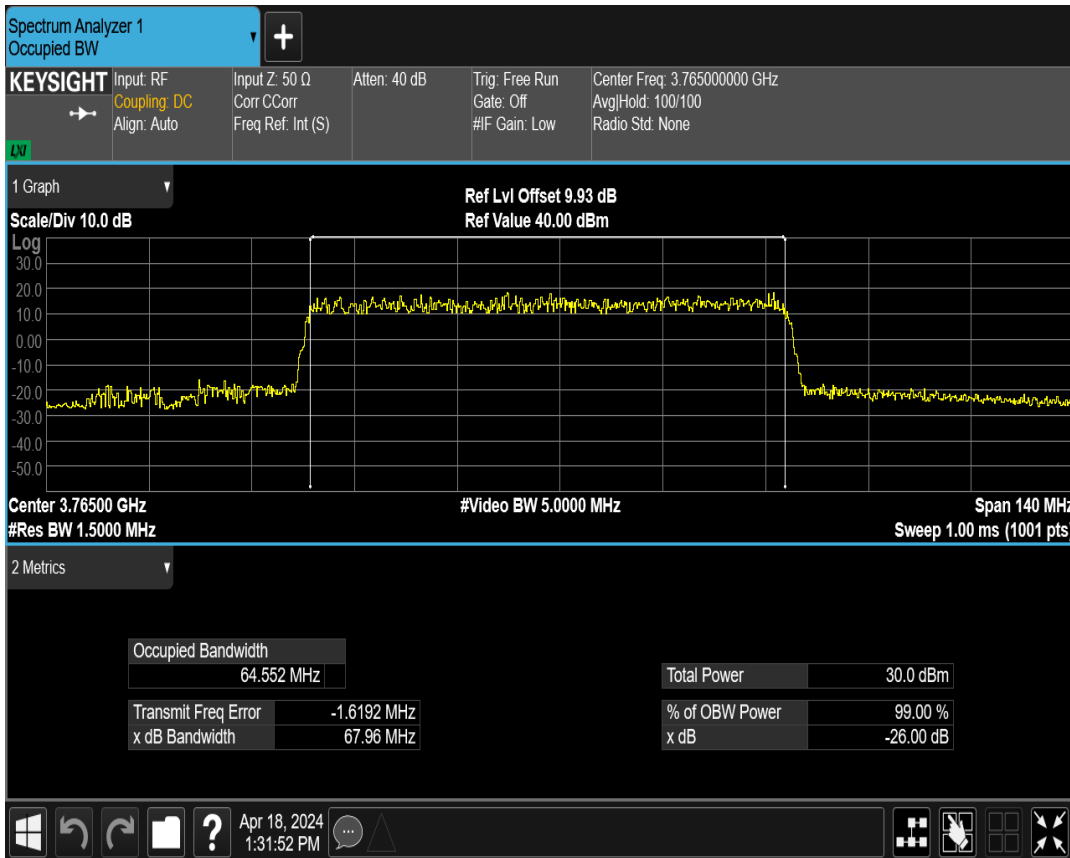 Spectrum Analyzer 1
Occupied BW
KEYSIGHT
LXI
Input: RF
Coupling: DC
Align: Auto
Input Z: 50 Ω
Corr CCorr
Freq Ref: Int (S)
Atten: 40 dB
Trig: Free Run
Gate: Off
#IF Gain: Low
Center Freq: 3.765000000 GHz
Avg|Hold: 100/100
Radio Std: None
1 Graph
Scale/Div 10.0 dB
Ref Lvl Offset 9.93 dB
Ref Value 40.00 dBm
Log
30.0
20.0
10.0
0.00
-10.0
-20.0
-30.0
-40.0
-50.0
Center 3.76500 GHz
#Video BW 5.0000 MHz
Span 140 MHz
#Res BW 1.5000 MHz
Sweep 1.00 ms (1001 pts)
2 Metrics
Occupied Bandwidth
64.552 MHz
Total Power 30.0 dBm
Transmit Freq Error -1.6192 MHz
% of OBW Power 99.00 %
x dB Bandwidth 67.96 MHz
x dB -26.00 dB
?
Apr 18, 2024
1:31:52 PM